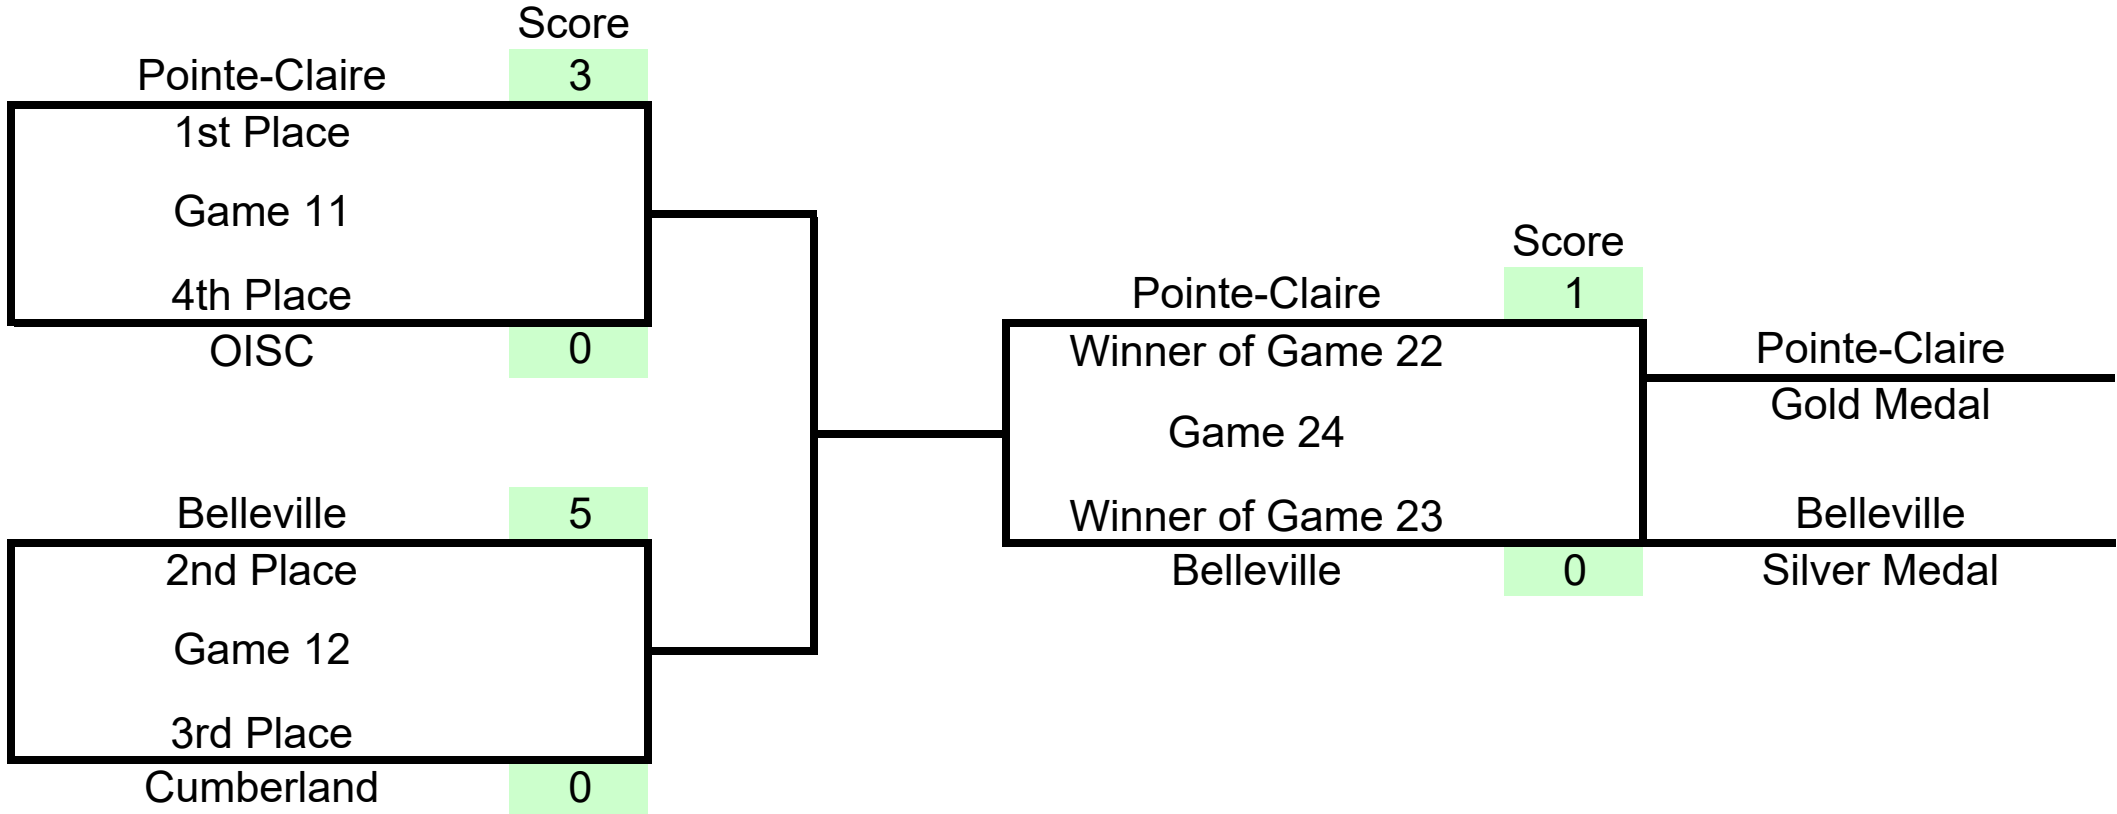 Score
Pointe-Claire 3
1st Place
Game 11
4th Place
OISC 0
Belleville 5
2nd Place
Game 12
3rd Place
Cumberland 0
Score
Pointe-Claire 1
Winner of Game 22
Game 24
Winner of Game 23
Belleville 0
Pointe-Claire
Gold Medal
Belleville
Silver Medal